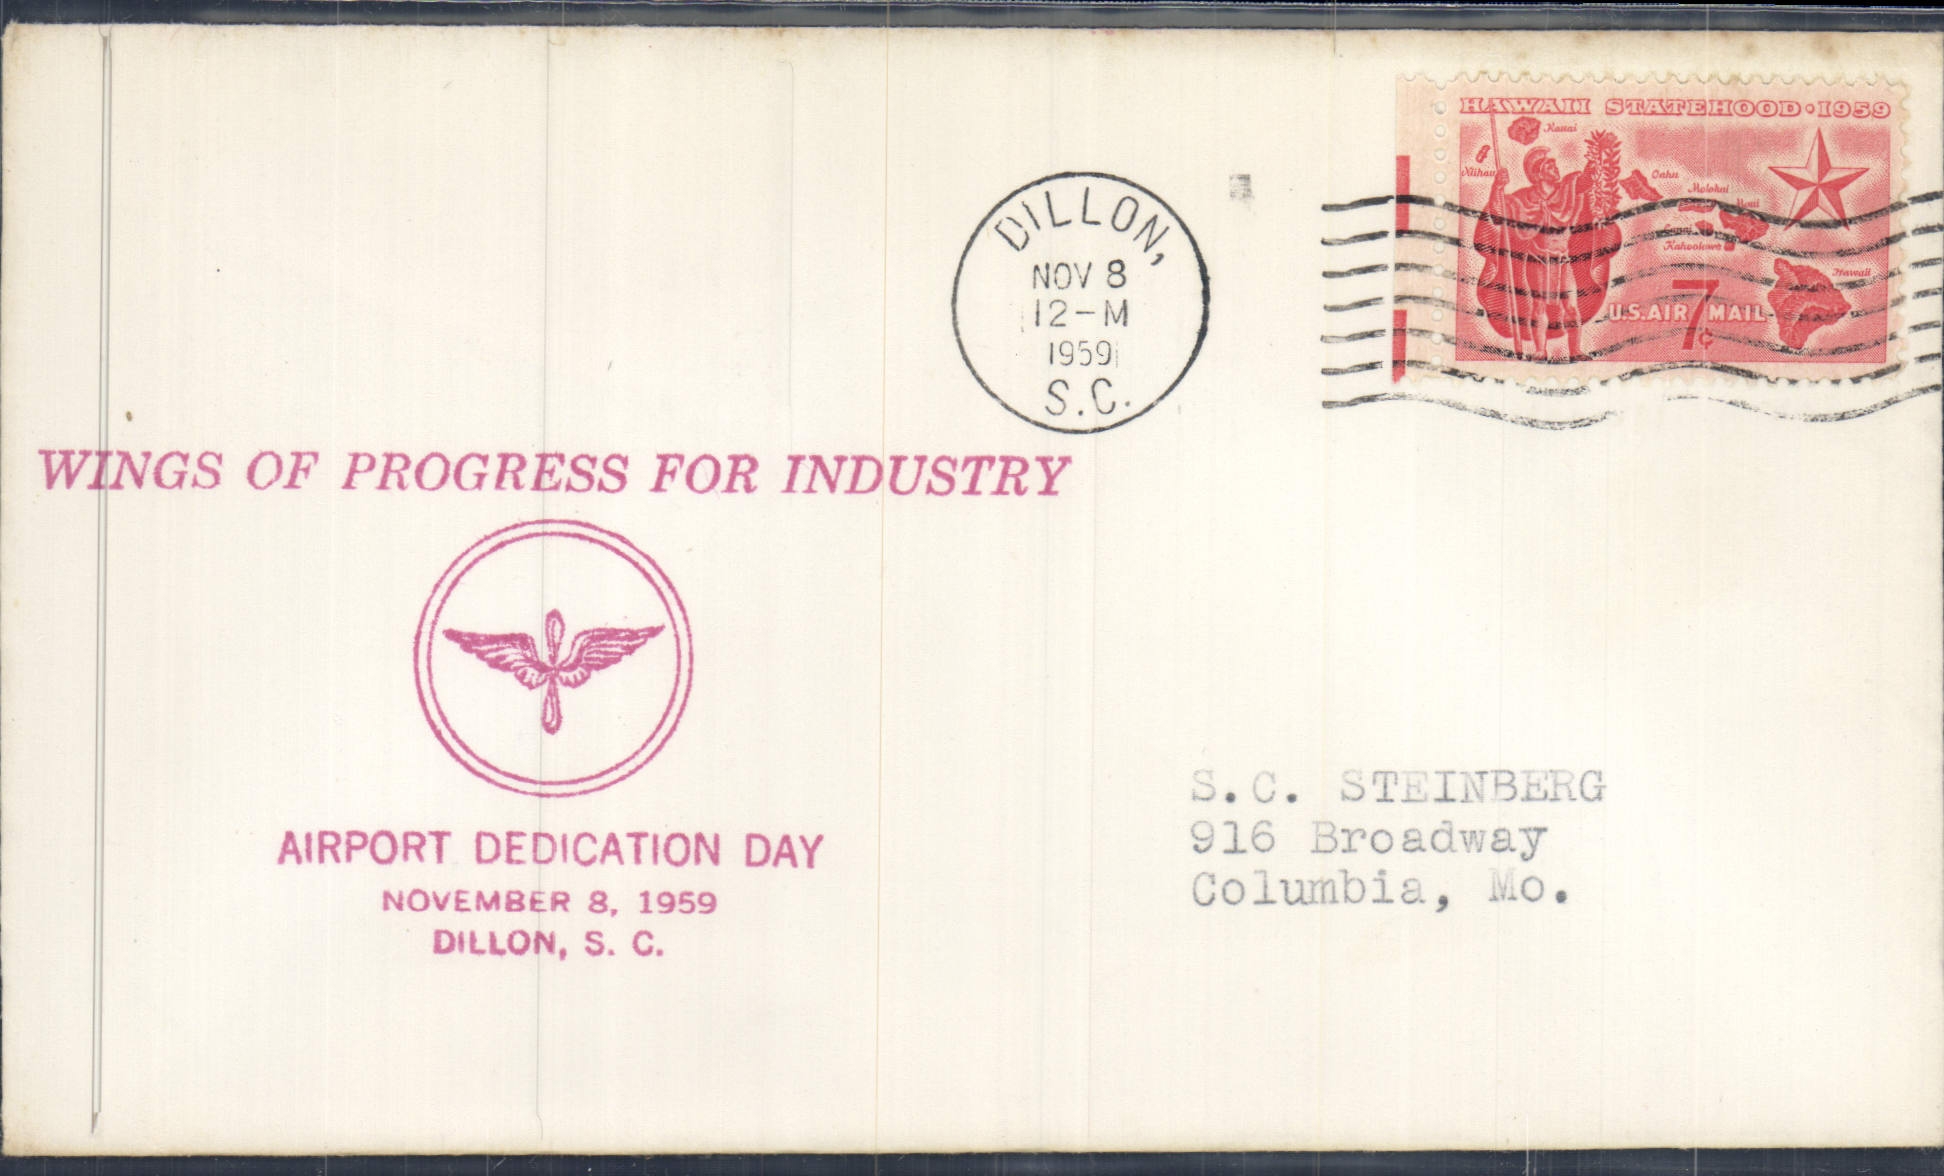 HAWAII STATEHOOD · 1959
Kauai
Niihau
Oahu
Molokai
Maui
Lanai
Kahoolawe
Hawaii
U.S. AIR 7¢ MAIL
DILLON,
NOV 8
12-M
1959
S.C.
WINGS OF PROGRESS FOR INDUSTRY
AIRPORT DEDICATION DAY
NOVEMBER 8, 1959
DILLON, S. C.
S.C. STEINBERG
916 Broadway
Columbia, Mo.